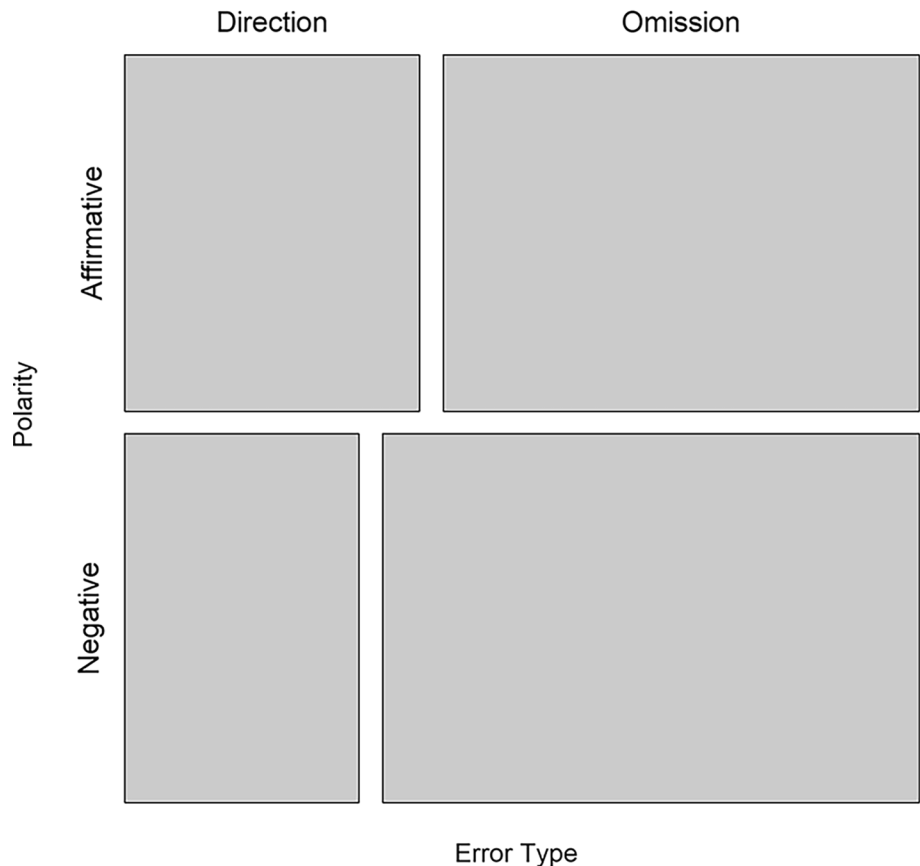 Direction Omission
Affirmative
Polarity
Negative
Error Type